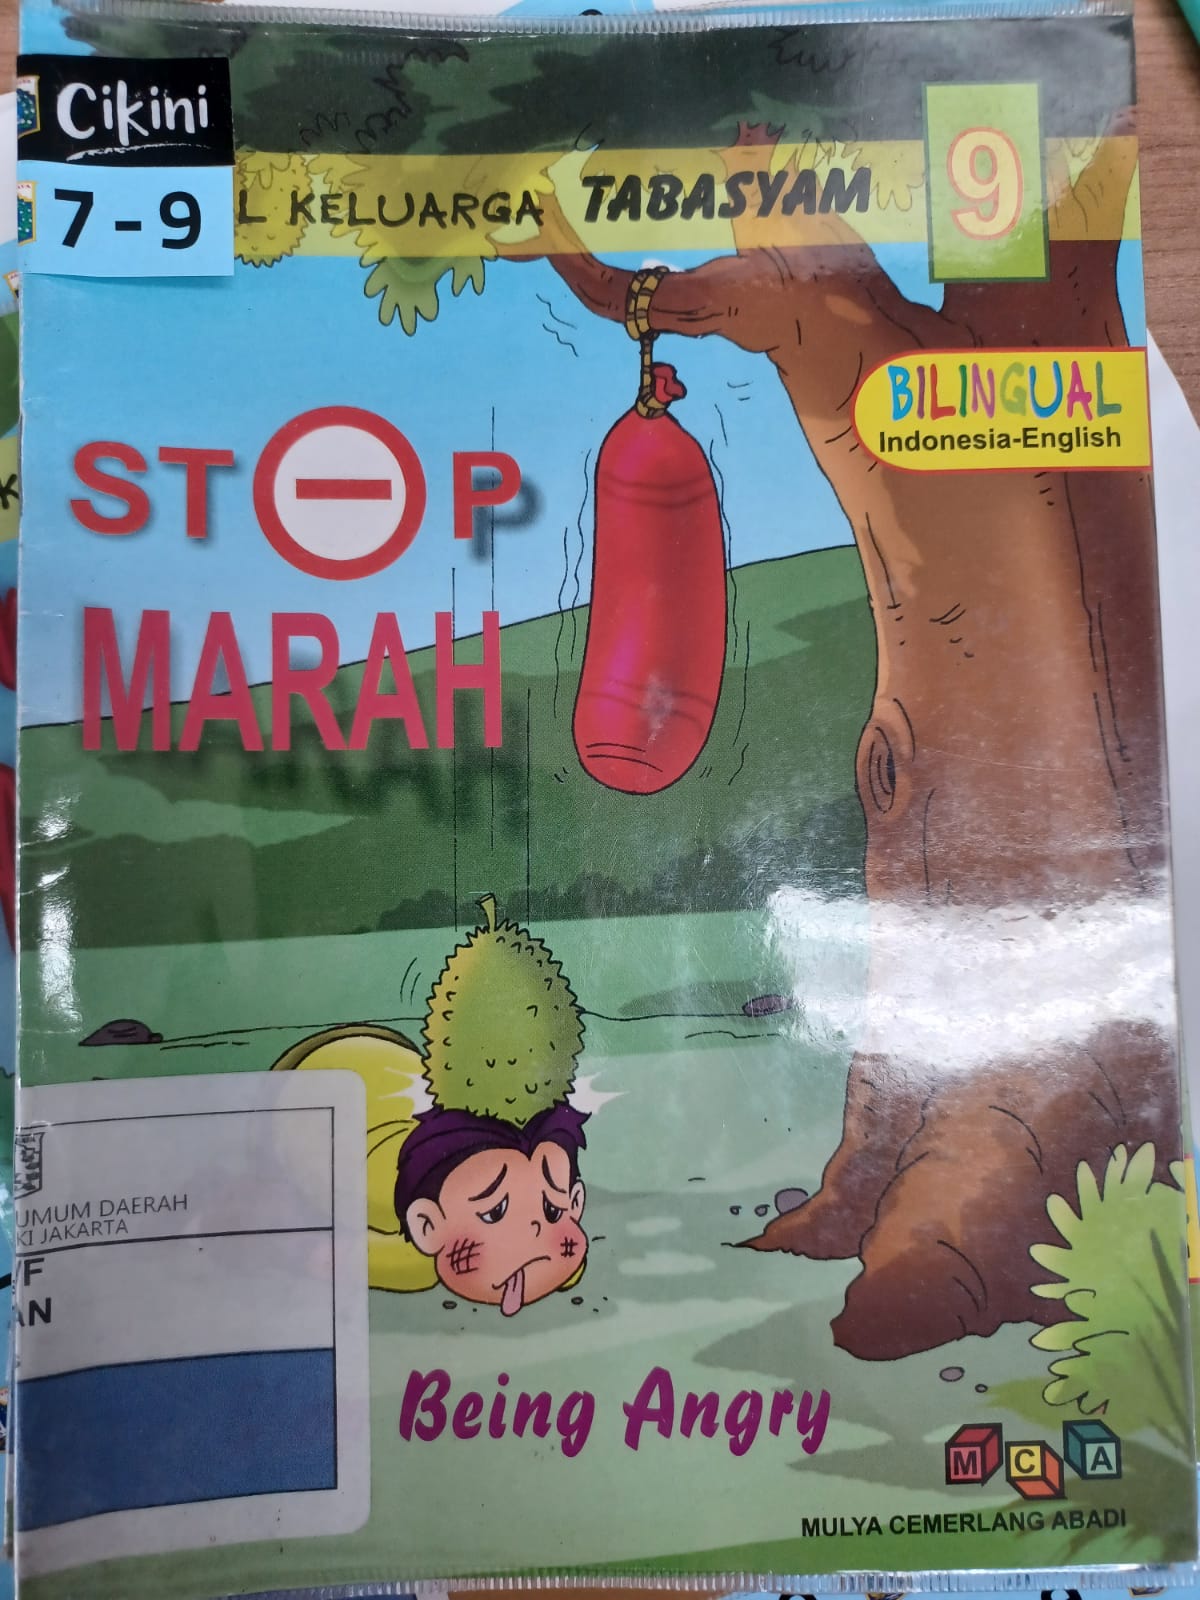 Cikini
7 - 9
L KELUARGA TABASYAM
9
BILINGUAL
Indonesia-English
STOP
MARAH
UMUM DAERAH
KI JAKARTA
/F
AN
Being Angry
M C A
MULYA CEMERLANG ABADI